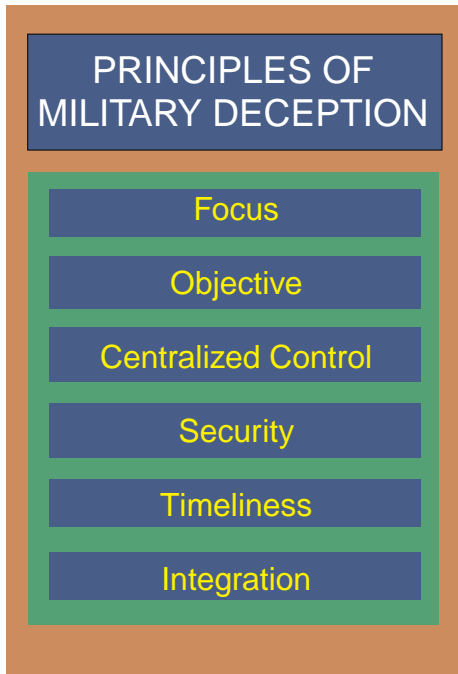 PRINCIPLES OF
MILITARY DECEPTION
Focus
Objective
Centralized Control
Security
Timeliness
Integration